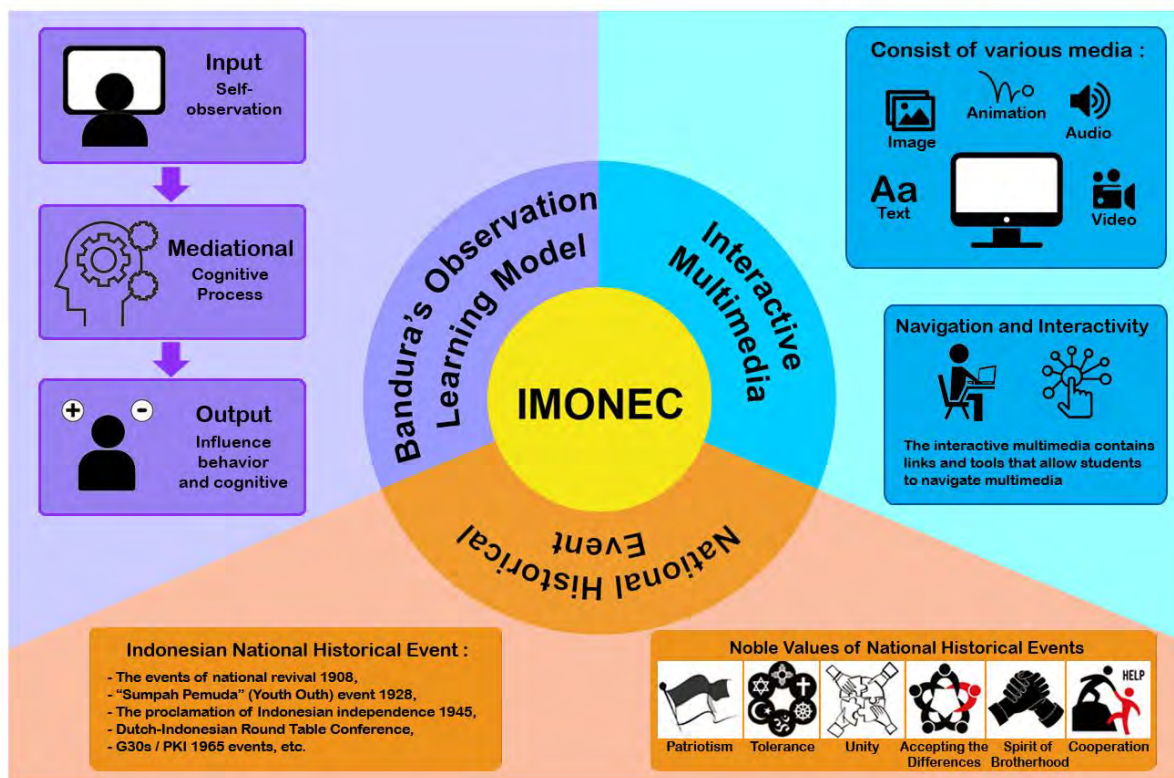 Input
Self-
observation
Mediational
Cognitive
Process
Output
Influence
behavior
and cognitive
Bandura's Observation
Learning Model
Interactive
Multimedia
IMONEC
National Historical
Event
Consist of various media :
Image
Animation
Audio
Aa
Text
Video
Navigation and Interactivity
The interactive multimedia contains
links and tools that allow students
to navigate multimedia
Indonesian National Historical Event :
- The events of national revival 1908,
- “Sumpah Pemuda” (Youth Outh) event 1928,
- The proclamation of Indonesian independence 1945,
- Dutch-Indonesian Round Table Conference,
- G30s / PKI 1965 events, etc.
Noble Values of National Historical Events
HELP
Patriotism
Tolerance
Unity
Accepting the
Differences
Spirit of
Brotherhood
Cooperation